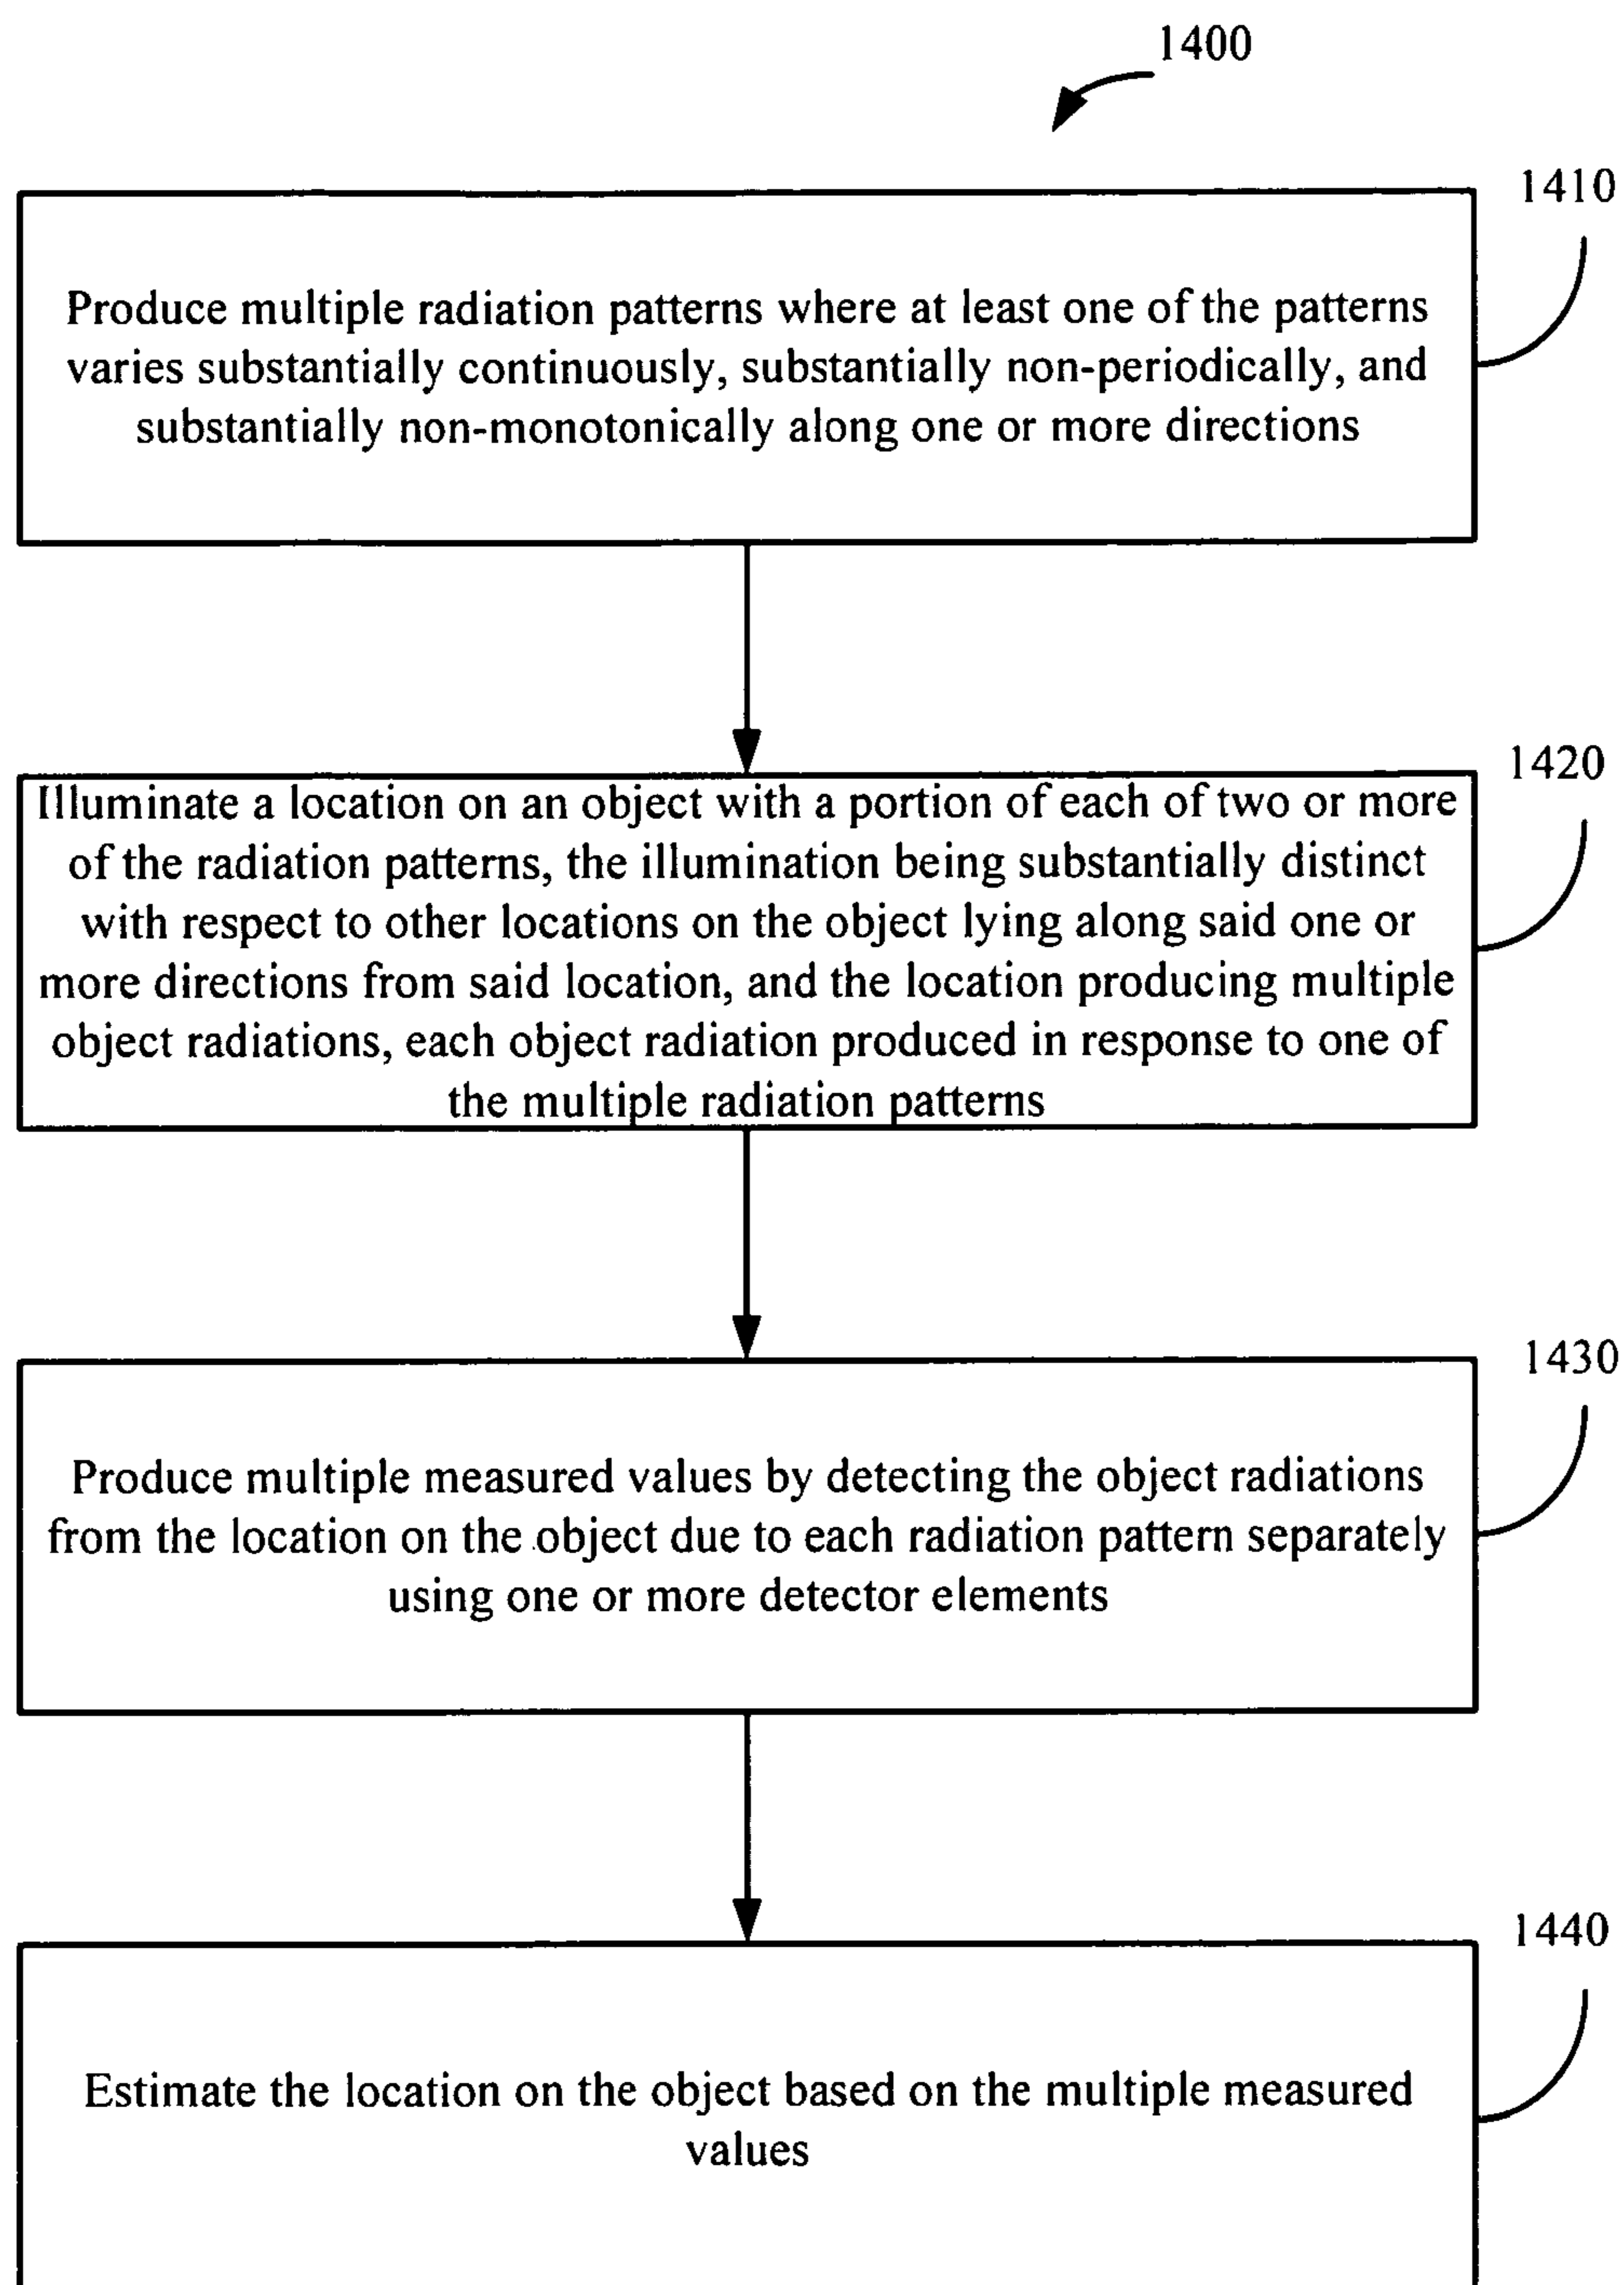 1400
1410
Produce multiple radiation patterns where at least one of the patterns
varies substantially continuously, substantially non-periodically, and
substantially non-monotonically along one or more directions
1420
Illuminate a location on an object with a portion of each of two or more
of the radiation patterns, the illumination being substantially distinct
with respect to other locations on the object lying along said one or
more directions from said location, and the location producing multiple
object radiations, each object radiation produced in response to one of
the multiple radiation patterns
1430
Produce multiple measured values by detecting the object radiations
from the location on the object due to each radiation pattern separately
using one or more detector elements
1440
Estimate the location on the object based on the multiple measured
values